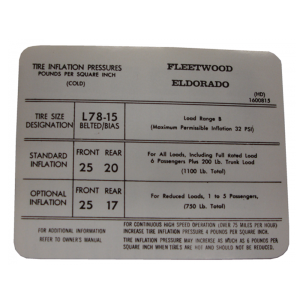 TIRE INFLATION PRESSURES
POUNDS PER SQUARE INCH
(COLD)
FLEETWOOD
ELDORADO
(HD)
1600815
TIRE SIZE
DESIGNATION
L78-15
BELTED/BIAS
Load Range B
(Maximum Permissible Inflation 32 PSI)
STANDARD
INFLATION
FRONT REAR
25 20
For All Loads, Including Full Rated Load
6 Passengers Plus 200 Lb. Trunk Load
(1100 Lb. Total)
OPTIONAL
INFLATION
FRONT REAR
25 17
For Reduced Loads, 1 to 5 Passengers,
(750 Lb. Total)
FOR ADDITIONAL INFORMATION
REFER TO OWNER'S MANUAL
FOR CONTINUOUS HIGH SPEED OPERATION (OVER 75 MILES PER HOUR)
INCREASE TIRE INFLATION PRESSURES 4 POUNDS PER SQUARE INCH.
TIRE INFLATION PRESSURE MAY INCREASE AS MUCH AS 6 POUNDS PER
SQUARE INCH WHEN TIRES ARE HOT AND SHOULD NOT BE REDUCED.